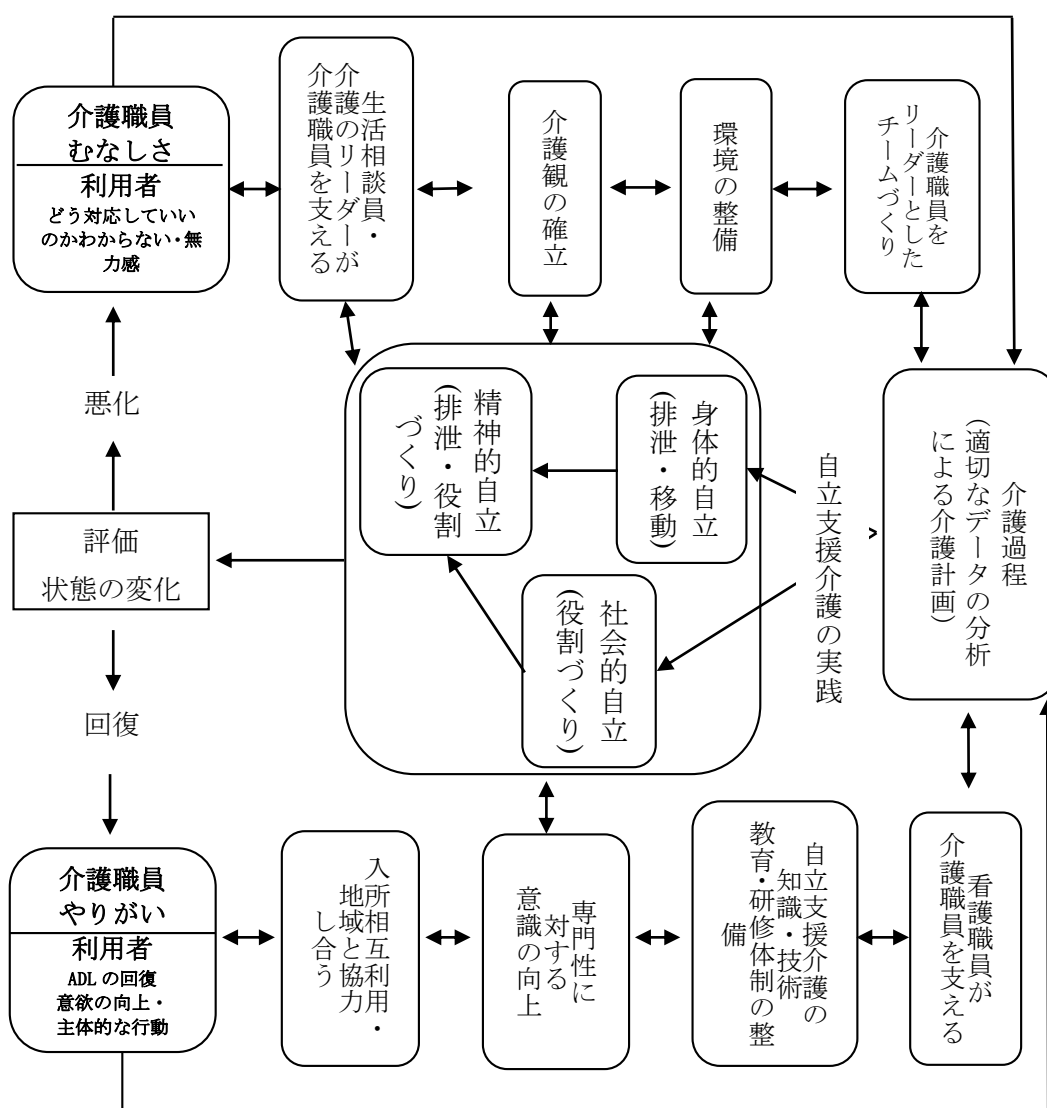 介護職員
むなしさ
利用者
どう対応していい
のかわからない・無
力感
生活相談員・
介護のリーダーが
介護職員を支える
介護観の確立
環境の整備
介護職員を
リーダーとした
チームづくり
悪化
評価
状態の変化
回復
精神的自立
(排泄・役割
づくり)
身体的自立
(排泄・移動)
社会的自立
(役割づくり)
自立支援介護の実践
介護過程
(適切なデータの分析
による介護計画)
介護職員
やりがい
利用者
ADLの回復
意欲の向上・
主体的な行動
入所相互利用・
地域と協力
し合う
専門性に
対する
意識の向上
自立支援介護の
知識・技術
教育・研修体制の整
備
看護職員が
介護職員を支える